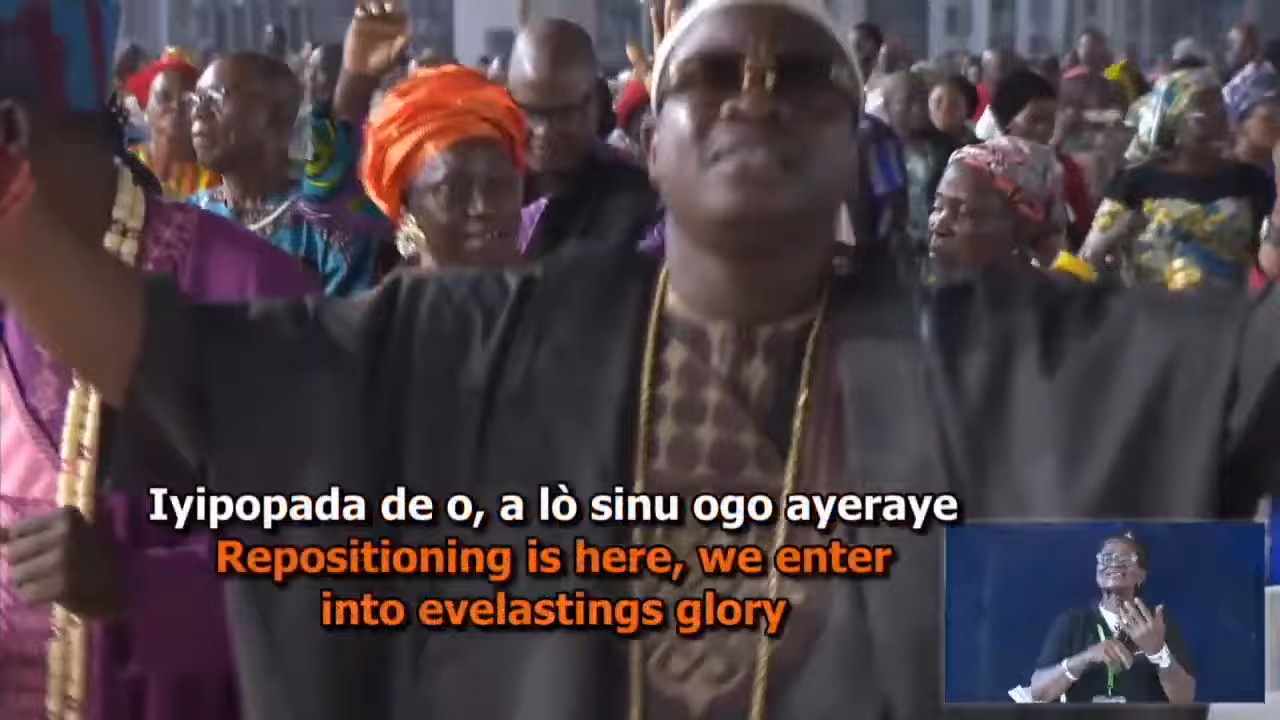 Iyipopada de o, a lò sinu ogo ayeraye
Repositioning is here, we enter
into evelastings glory